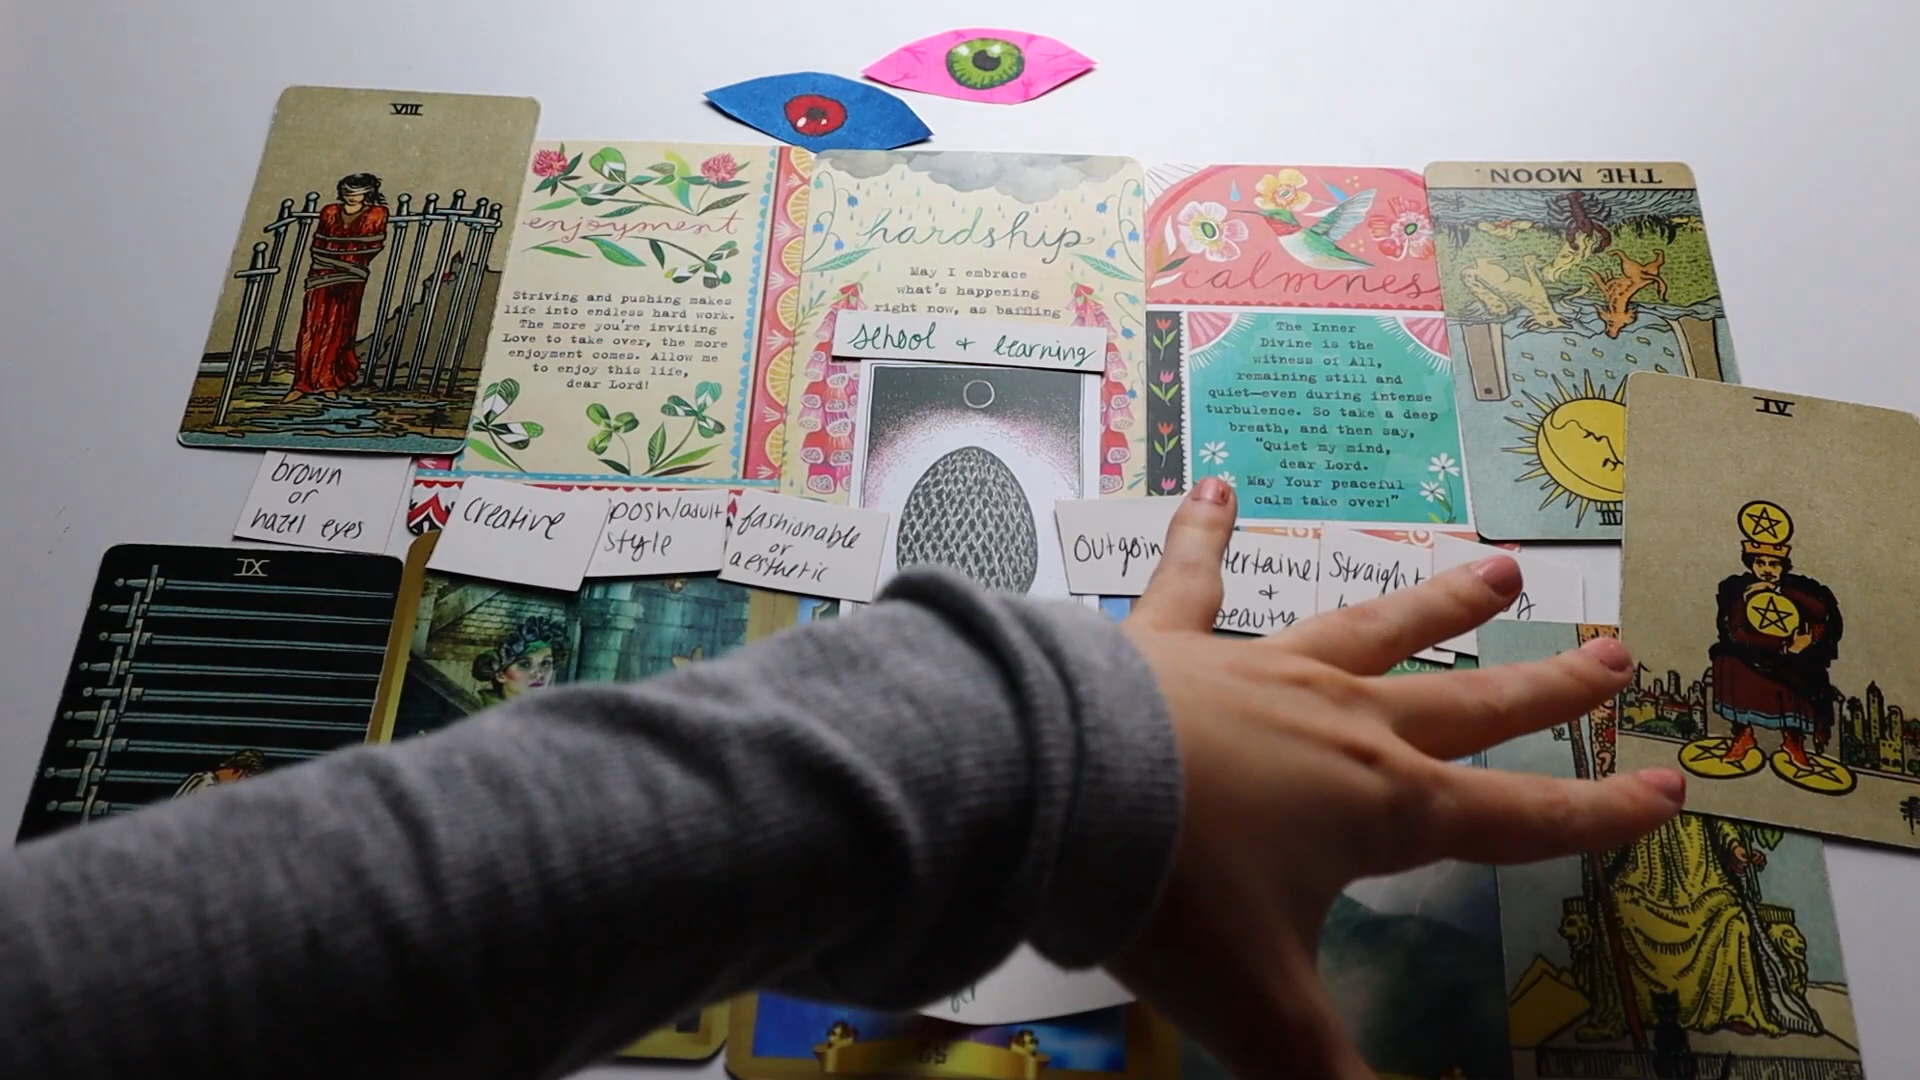 VIII
enjoyment
Striving and pushing makes
life into endless hard work.
The more you're inviting
Love to take over, the more
enjoyment comes. Allow me
to enjoy this life,
dear Lord!
hardship
May I embrace
what's happening
right now, as baffling
school + learning
calmness
The Inner
Divine is the
witness of All,
remaining still and
quiet—even during intense
turbulence. So take a deep
breath, and then say,
"Quiet my mind,
dear Lord.
May Your peaceful
calm take over!"
THE MOON.
IV
brown
or
hazel eyes
creative
posh/adult
style
fashionable
or
aesthetic
outgoin
tertaine
+
beauty
Straight
IX